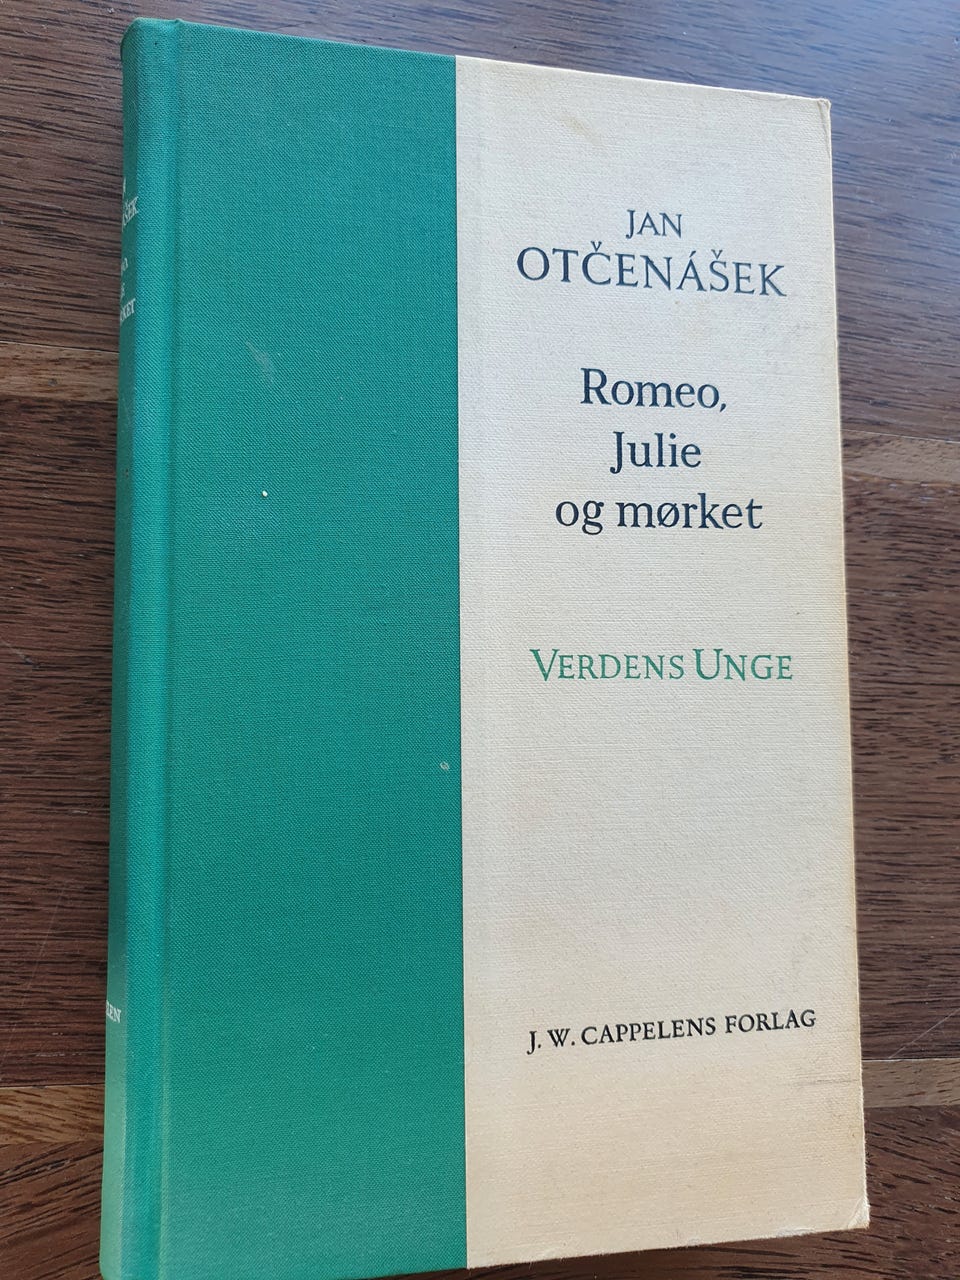 JAN
OTČENÁŠEK
Romeo,
Julie
og mørket
VERDENS UNGE
J. W. CAPPELENS FORLAG